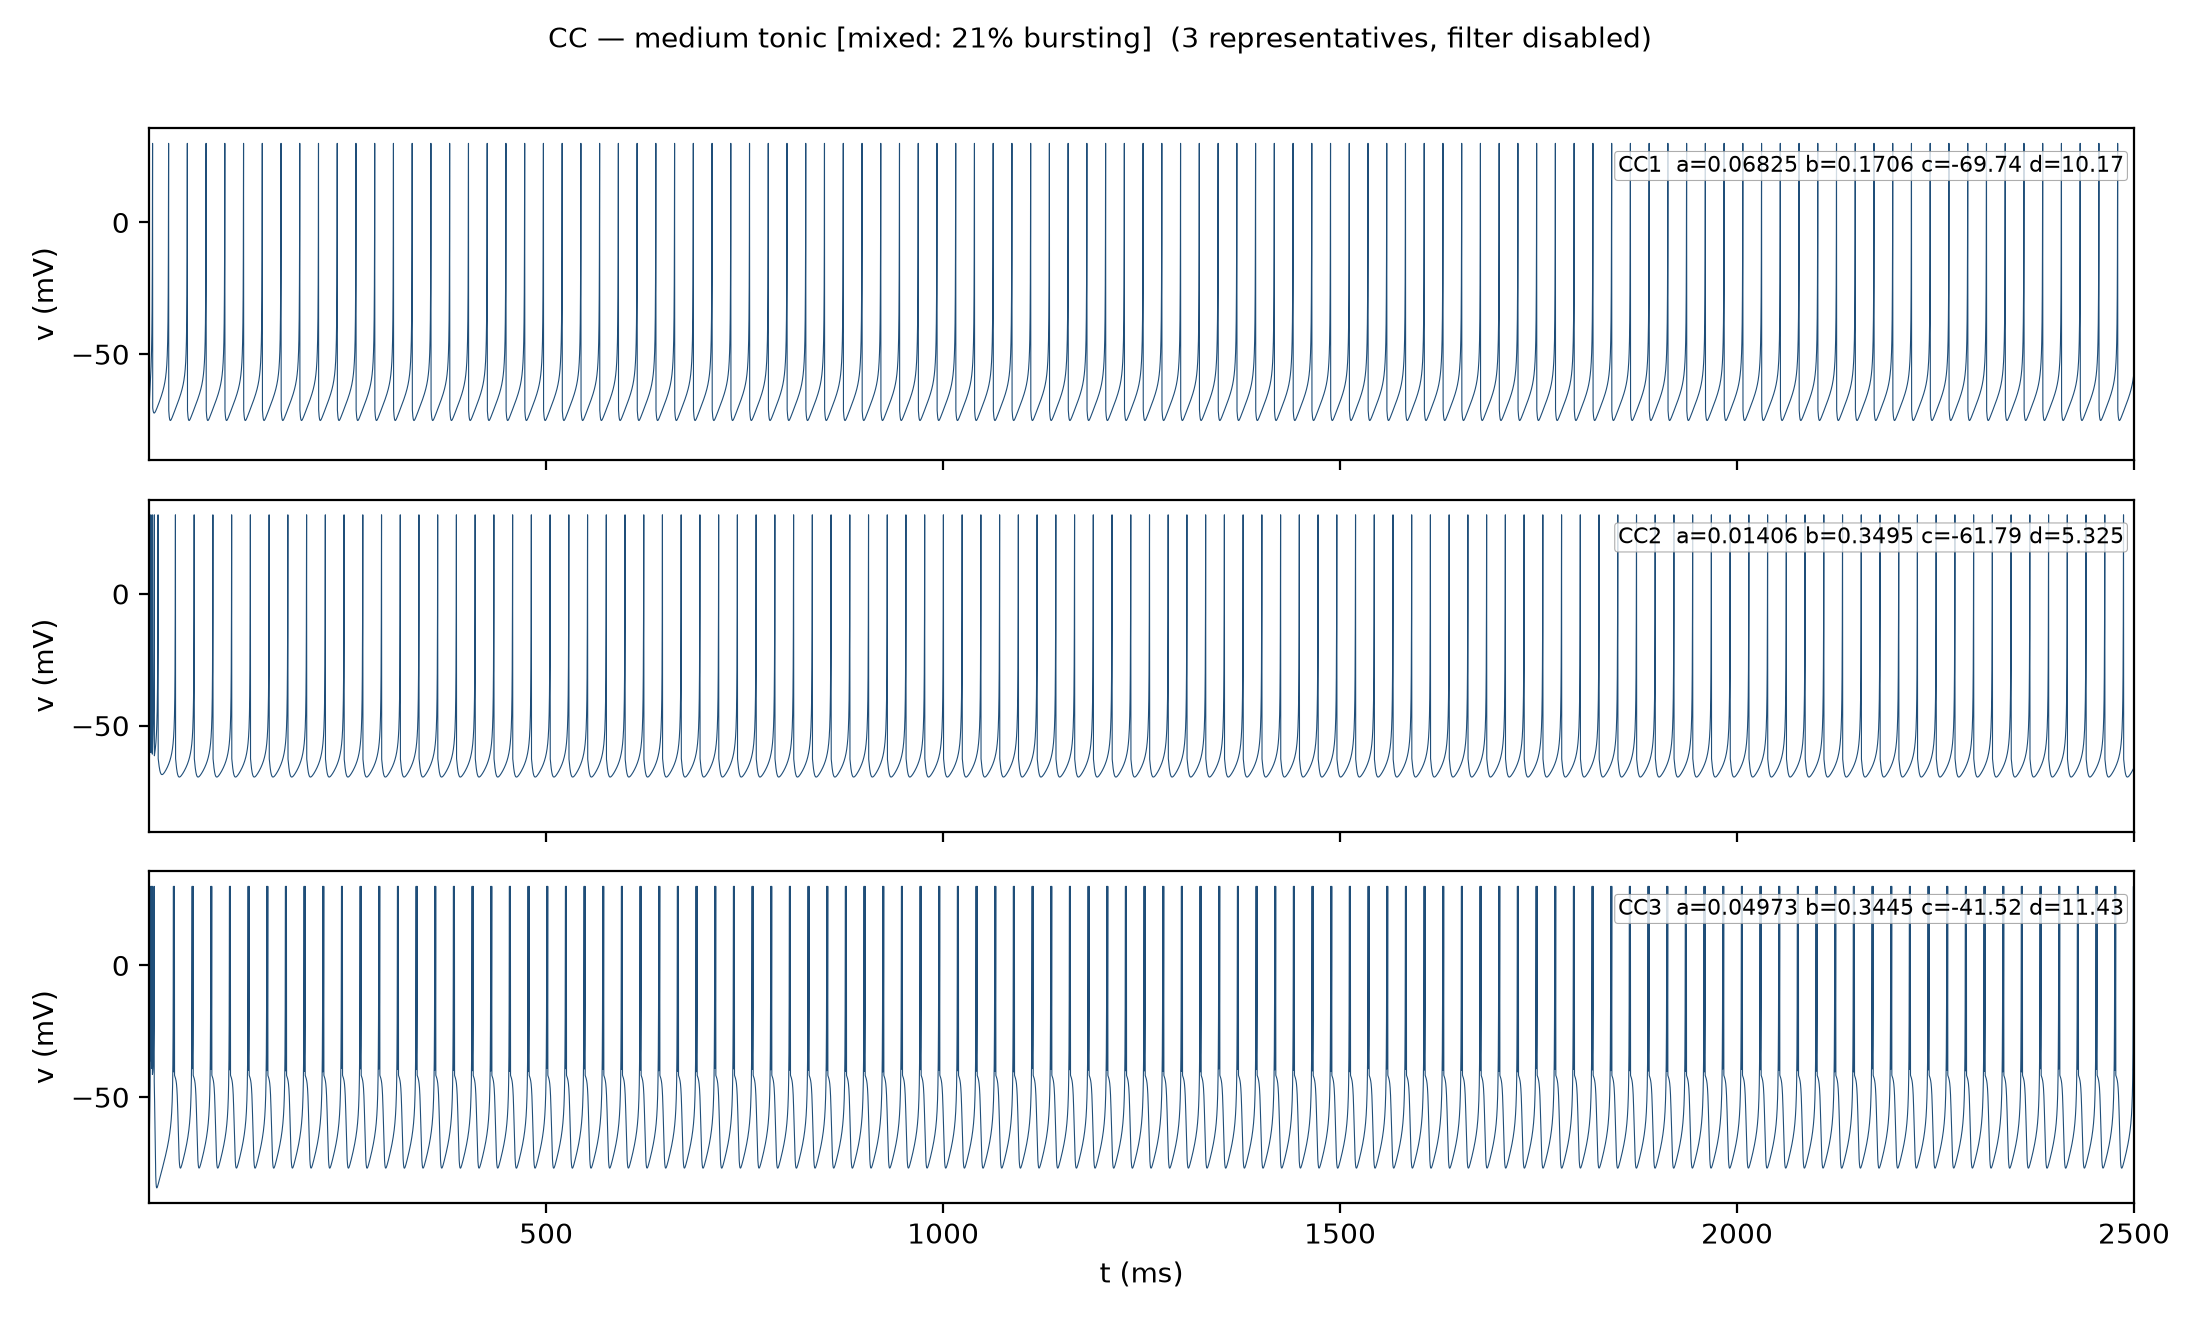 CC — medium tonic [mixed: 21% bursting]  (3 representatives, filter disabled)
CC1  a=0.06825 b=0.1706 c=-69.74 d=10.17
0
−50
v (mV)
CC2  a=0.01406 b=0.3495 c=-61.79 d=5.325
0
−50
v (mV)
CC3  a=0.04973 b=0.3445 c=-41.52 d=11.43
0
−50
v (mV)
500 1000 1500 2000 2500
t (ms)